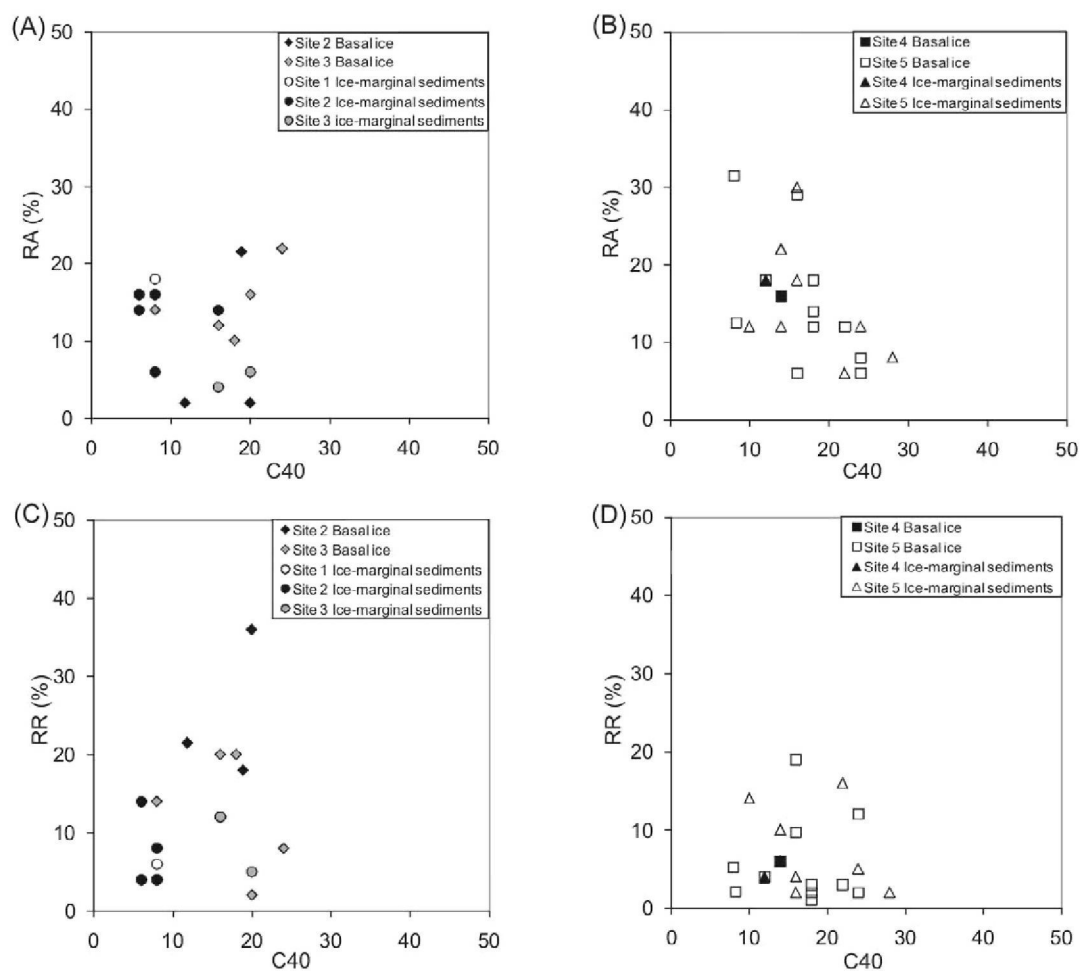 (A)
50
40
30
20
10
0
RA (%)
Site 2 Basal ice
Site 3 Basal ice
Site 1 Ice-marginal sediments
Site 2 Ice-marginal sediments
Site 3 ice-marginal sediments
0 10 20 30 40 50
C40
(B)
50
40
30
20
10
0
RA (%)
Site 4 Basal ice
Site 5 Basal ice
Site 4 Ice-marginal sediments
Site 5 Ice-marginal sediments
0 10 20 30 40 50
C40
(C)
50
40
30
20
10
0
RR (%)
Site 2 Basal ice
Site 3 Basal ice
Site 1 Ice-marginal sediments
Site 2 Ice-marginal sediments
Site 3 Ice-marginal sediments
0 10 20 30 40 50
C40
(D)
50
40
30
20
10
0
RR (%)
Site 4 Basal ice
Site 5 Basal ice
Site 4 Ice-marginal sediments
Site 5 Ice-marginal sediments
0 10 20 30 40 50
C40